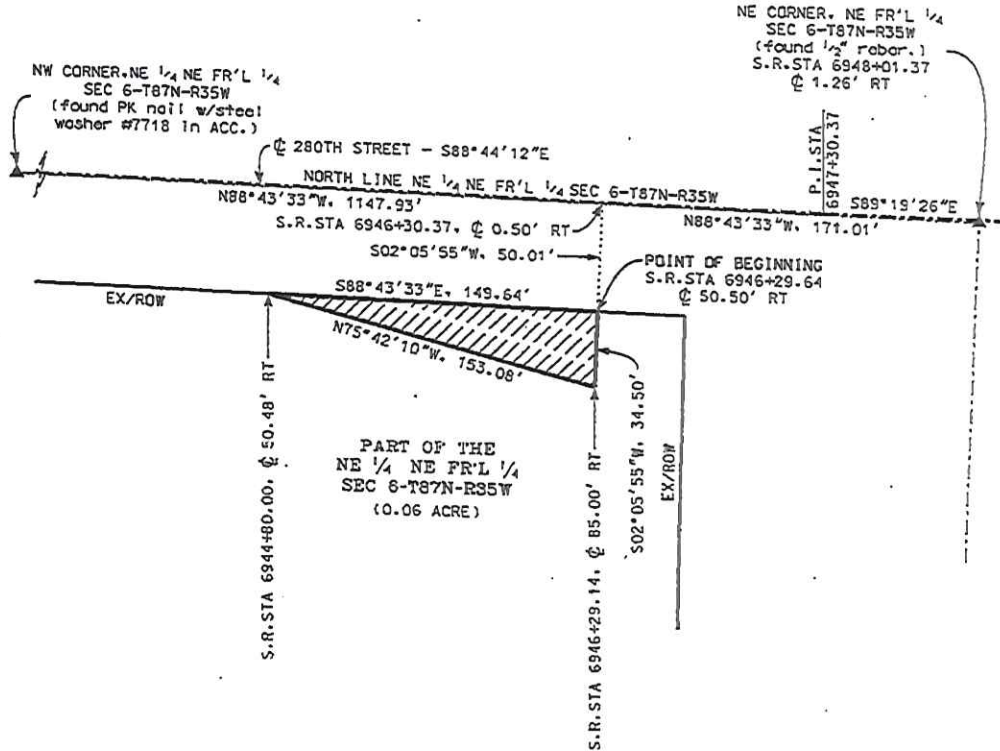 NE CORNER, NE FR'L 1/4
SEC 6-T87N-R35W
(found 1/2" rebar.)
S.R.STA 6948+01.37
℄ 1.26' RT
NW CORNER,NE 1/4 NE FR'L 1/4
SEC 6-T87N-R35W
(found PK nail w/steel
washer #7718 in ACC.)
P.I.STA
6947+30.37
℄ 280TH STREET - S88°44'12"E
NORTH LINE NE 1/4 NE FR'L 1/4 SEC 6-T87N-R35W
S89°19'26"E
N88°43'33"W, 1147.93'
N88°43'33"W, 171.01'
S.R.STA 6946+30.37, ℄ 0.50' RT
S02°05'55"W, 50.01'
POINT OF BEGINNING
S.R.STA 6946+29.64
℄ 50.50' RT
EX/ROW
S88°43'33"E, 149.64'
N75°42'10"W, 153.08'
S02°05'55"W, 34.50'
EX/ROW
S.R.STA 6944+80.00, ℄ 50.48' RT
PART OF THE
NE 1/4 NE FR'L 1/4
SEC 6-T87N-R35W
(0.06 ACRE)
S.R.STA 6946+29.14, ℄ 85.00' RT